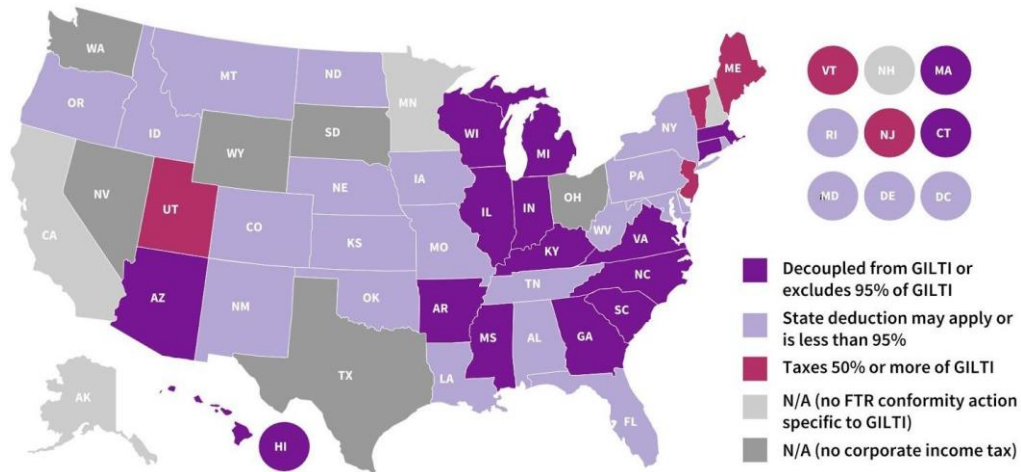 WA
MT
ND
MN
OR
ID
SD
WY
WI
MI
NY
ME
NE
IA
PA
NV
UT
CO
IL
IN
OH
WV
VA
CA
KS
MO
KY
NC
AZ
NM
OK
AR
TN
SC
MS
AL
GA
TX
LA
FL
AK
HI
VT
NH
MA
RI
NJ
CT
MD
DE
DC
Decoupled from GILTI or
excludes 95% of GILTI
State deduction may apply or
is less than 95%
Taxes 50% or more of GILTI
N/A (no FTR conformity action
specific to GILTI)
N/A (no corporate income tax)